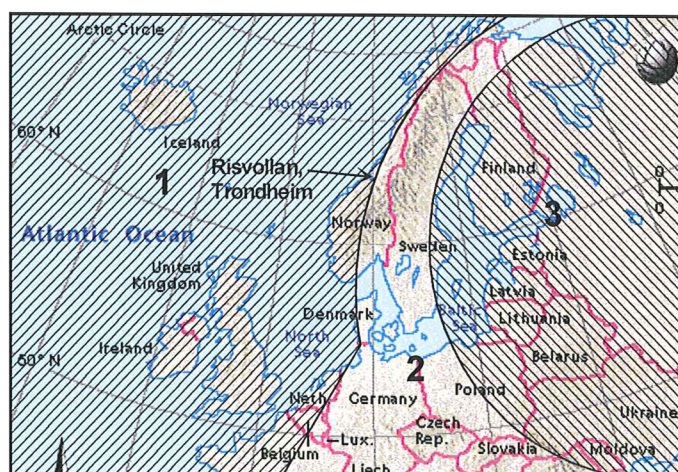 Arctic Circle
Norwegian
Sea
60° N
Iceland
Risvollan,
Trondheim
1
Finland
3
Norway
Atlantic Ocean
Sweden
Estonia
United
Kingdom
Latvia
Denmark
Baltic
Sea
Lithuania
North
Sea
Ireland
50° N
2
Belarus
Poland
Neth.
Germany
Ukraine
Czech
Rep.
Belgium
Lux.
Slovakia
Moldova
Liech
0
0